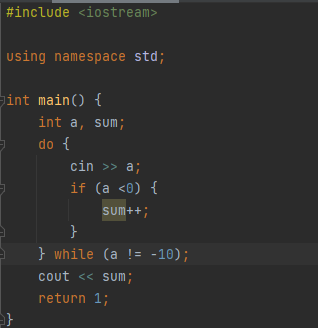 #include <iostream>

using namespace std;

int main() {
    int a, sum;
    do {
        cin >> a;
        if (a <0) {
            sum++;
        }
    } while (a != -10);
    cout << sum;
    return 1;
}